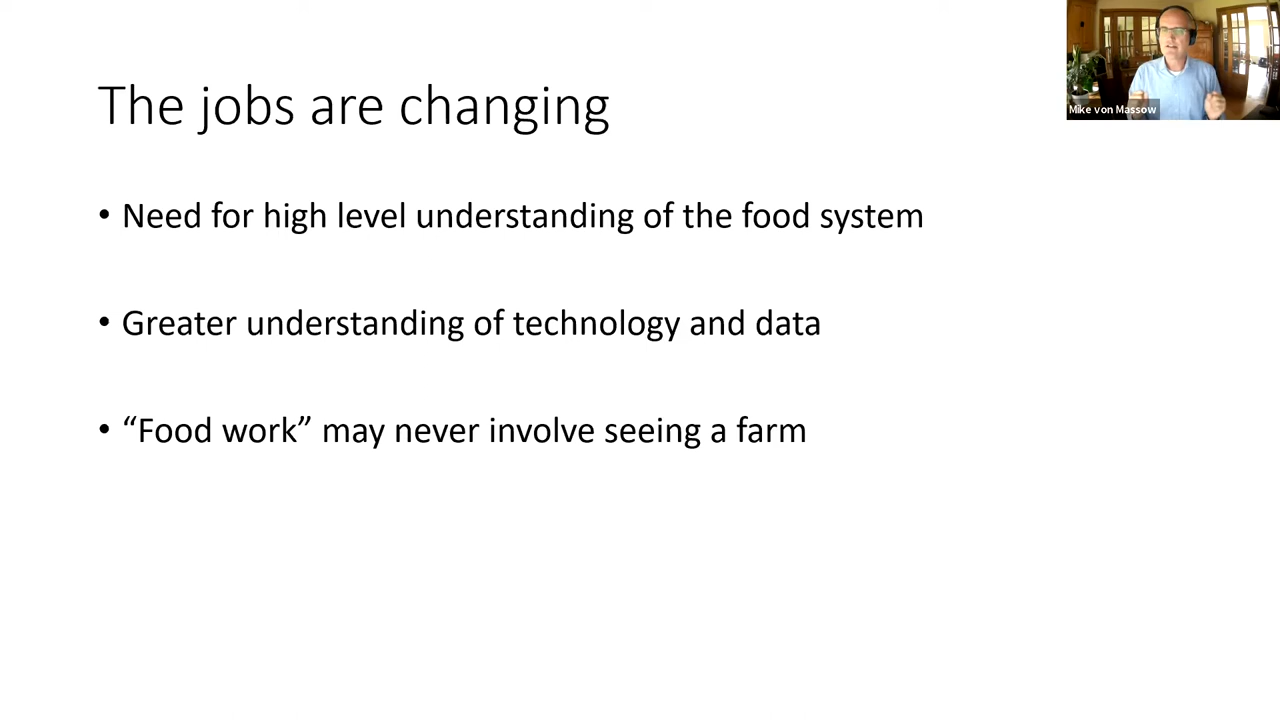 The jobs are changing
• Need for high level understanding of the food system
• Greater understanding of technology and data
• “Food work” may never involve seeing a farm
Mike von Massow